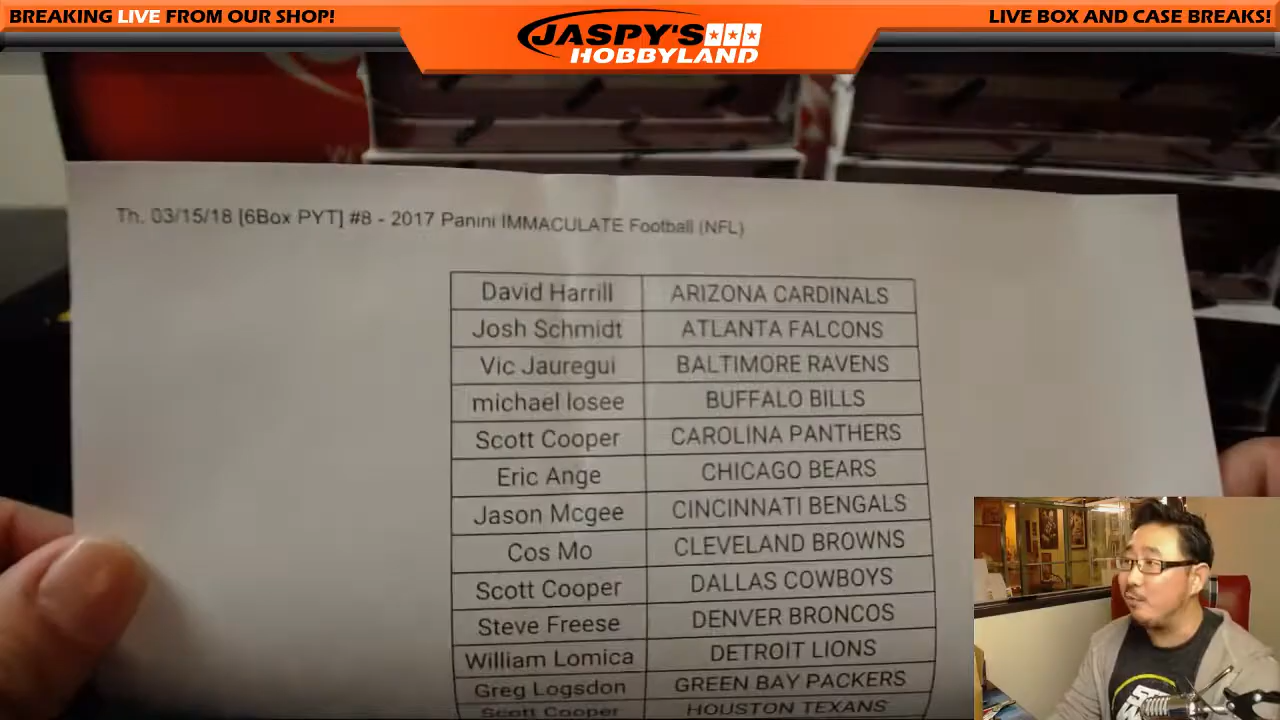 BREAKING LIVE FROM OUR SHOP!
JASPY'S
HOBBYLAND
LIVE BOX AND CASE BREAKS!
Th. 03/15/18 [6Box PYT] #8 - 2017 Panini IMMACULATE Football (NFL)
David Harrill ARIZONA CARDINALS
Josh Schmidt ATLANTA FALCONS
Vic Jauregui BALTIMORE RAVENS
michael losee BUFFALO BILLS
Scott Cooper CAROLINA PANTHERS
Eric Ange CHICAGO BEARS
Jason Mcgee CINCINNATI BENGALS
Cos Mo CLEVELAND BROWNS
Scott Cooper DALLAS COWBOYS
Steve Freese DENVER BRONCOS
William Lomica DETROIT LIONS
Greg Logsdon GREEN BAY PACKERS
Scott Cooper HOUSTON TEXANS